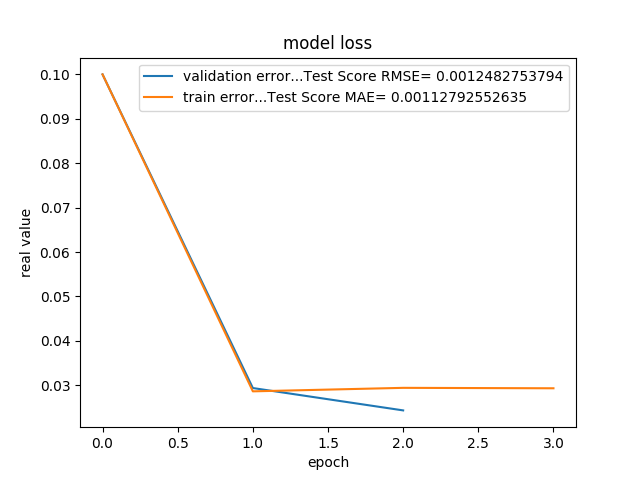 model loss
validation error...Test Score RMSE= 0.0012482753794
train error...Test Score MAE= 0.00112792552635
0.10
0.09
0.08
0.07
0.06
0.05
0.04
0.03
real value
0.0 0.5 1.0 1.5 2.0 2.5 3.0
epoch